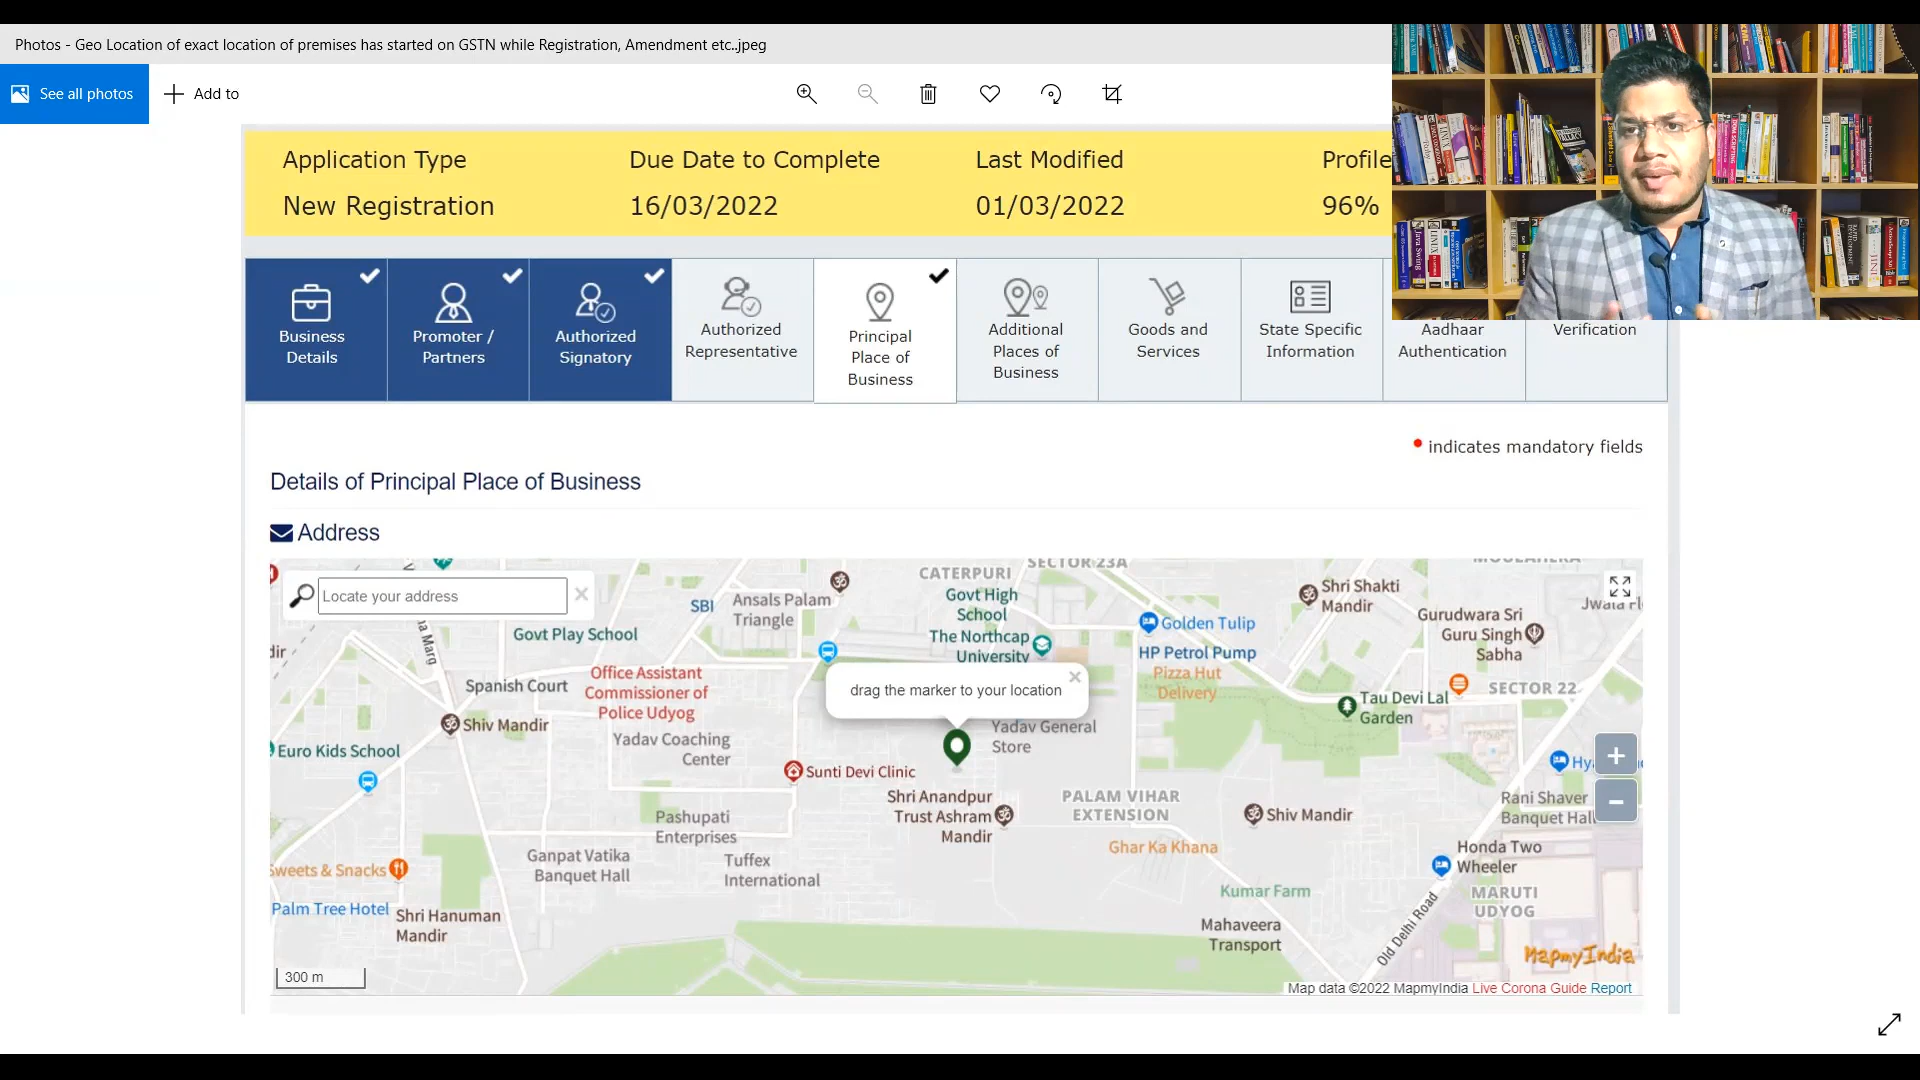 Photos - Geo Location of exact location of premises has started on GSTN while Registration, Amendment etc..jpeg
See all photos
Add to
Application Type
Due Date to Complete
Last Modified
Profile
New Registration
16/03/2022
01/03/2022
96%
Business
Details
Promoter /
Partners
Authorized
Signatory
Authorized
Representative
Principal
Place of
Business
Additional
Places of
Business
Goods and
Services
State Specific
Information
Aadhaar
Authentication
Verification
indicates mandatory fields
Details of Principal Place of Business
Address
Locate your address
SBI
Ansals Palam
Triangle
CATERPURI
SECTOR 23A
Govt High
School
The Northcap
University
Golden Tulip
HP Petrol Pump
Pizza Hut
Delivery
Shri Shakti
Mandir
Gurudwara Sri
Guru Singh
Sabha
Govt Play School
Office Assistant
Commissioner of
Police Udyog
Spanish Court
Shiv Mandir
Yadav Coaching
Center
drag the marker to your location
Yadav General
Store
Tau Devi Lal
Garden
SECTOR 22
Euro Kids School
Sunti Devi Clinic
Shri Anandpur
Trust Ashram
Mandir
PALAM VIHAR
EXTENSION
Shiv Mandir
Rani Shaver
Banquet Hall
Pashupati
Enterprises
Ganpat Vatika
Banquet Hall
Tuffex
International
Ghar Ka Khana
Honda Two
Wheeler
Sweets & Snacks
Palm Tree Hotel
Shri Hanuman
Mandir
Kumar Farm
MARUTI
UDYOG
Mahaveera
Transport
Old Delhi Road
MapmyIndia
300 m
Map data ©2022 MapmyIndia Live Corona Guide Report